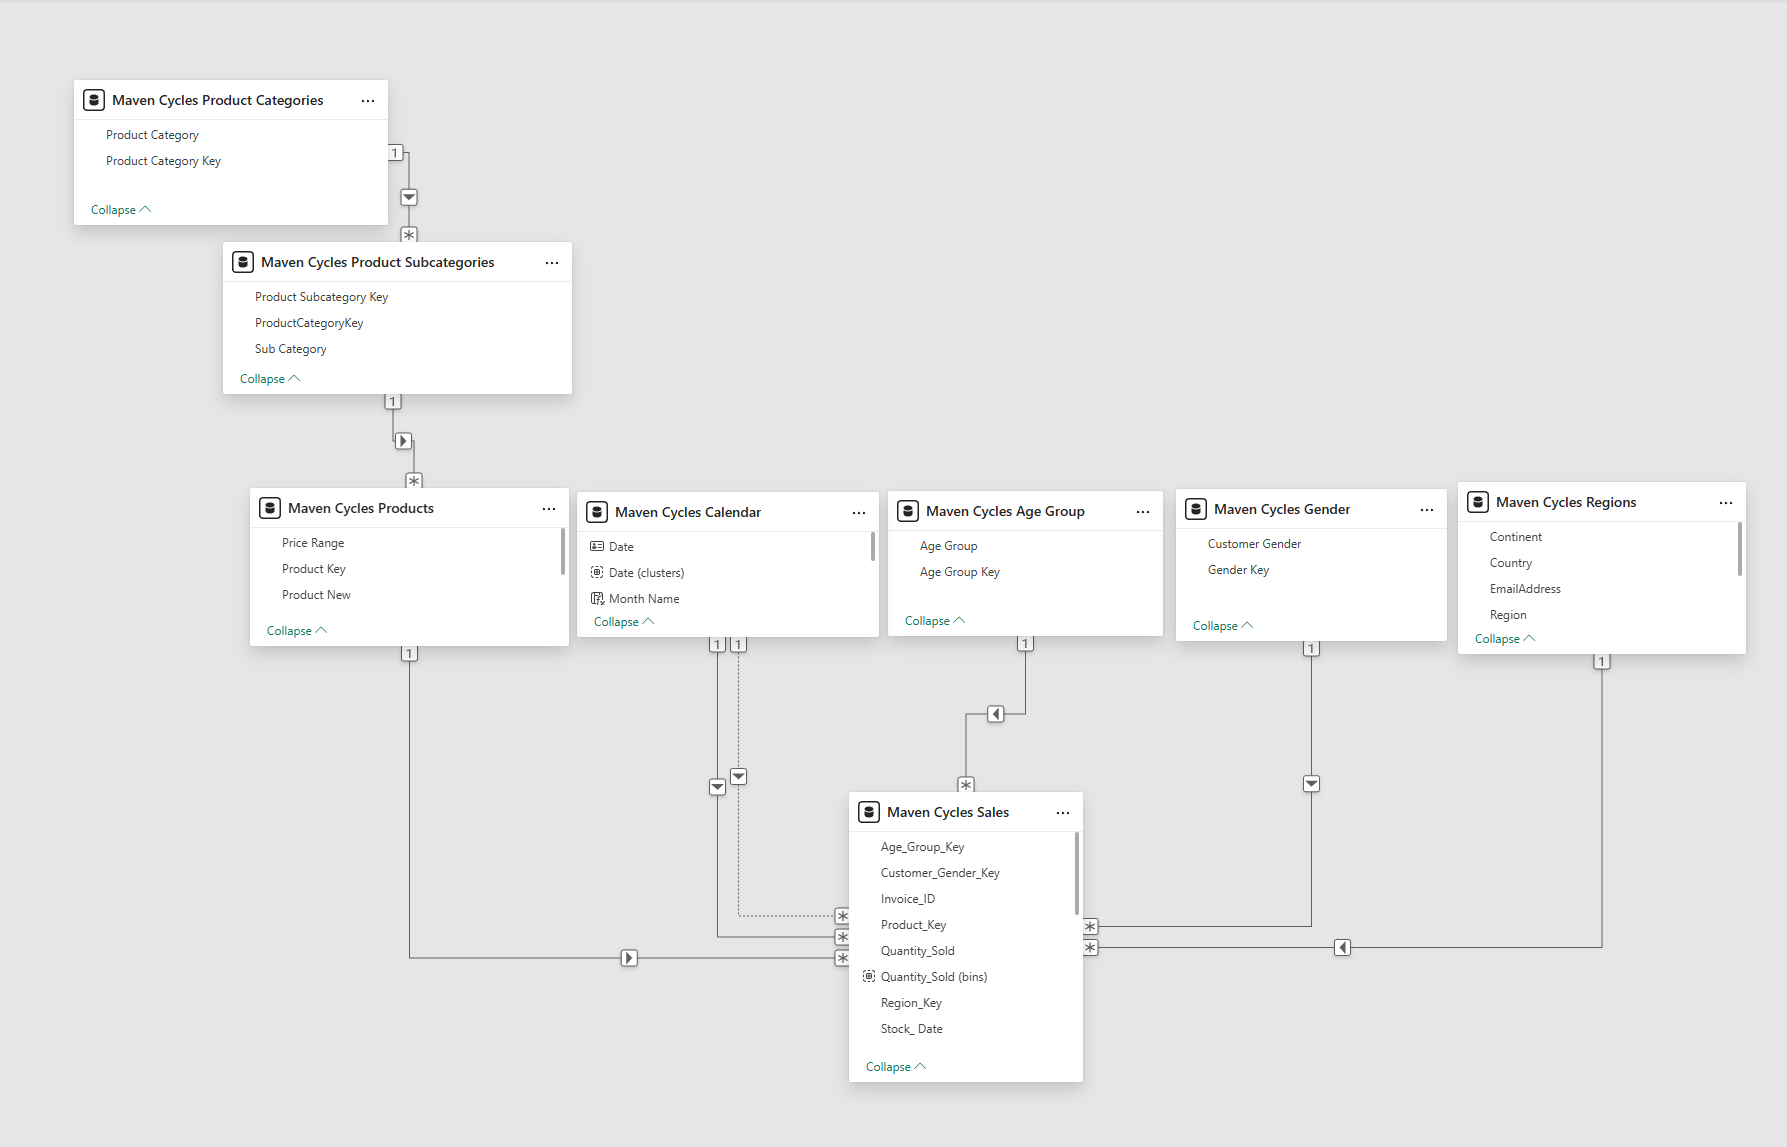 Maven Cycles Product Categories
Product Category
Product Category Key
Collapse
1
*
Maven Cycles Product Subcategories
Product Subcategory Key
ProductCategoryKey
Sub Category
Collapse
1
*
Maven Cycles Products
Price Range
Product Key
Product New
Collapse
1
Maven Cycles Calendar
Date
Date (clusters)
Month Name
Collapse
1 1
Maven Cycles Age Group
Age Group
Age Group Key
Collapse
1
Maven Cycles Gender
Customer Gender
Gender Key
Collapse
1
Maven Cycles Regions
Continent
Country
EmailAddress
Region
Collapse
1
*
Maven Cycles Sales
Age_Group_Key
Customer_Gender_Key
Invoice_ID
Product_Key
Quantity_Sold
Quantity_Sold (bins)
Region_Key
Stock_ Date
Collapse
*
*
*
*
*